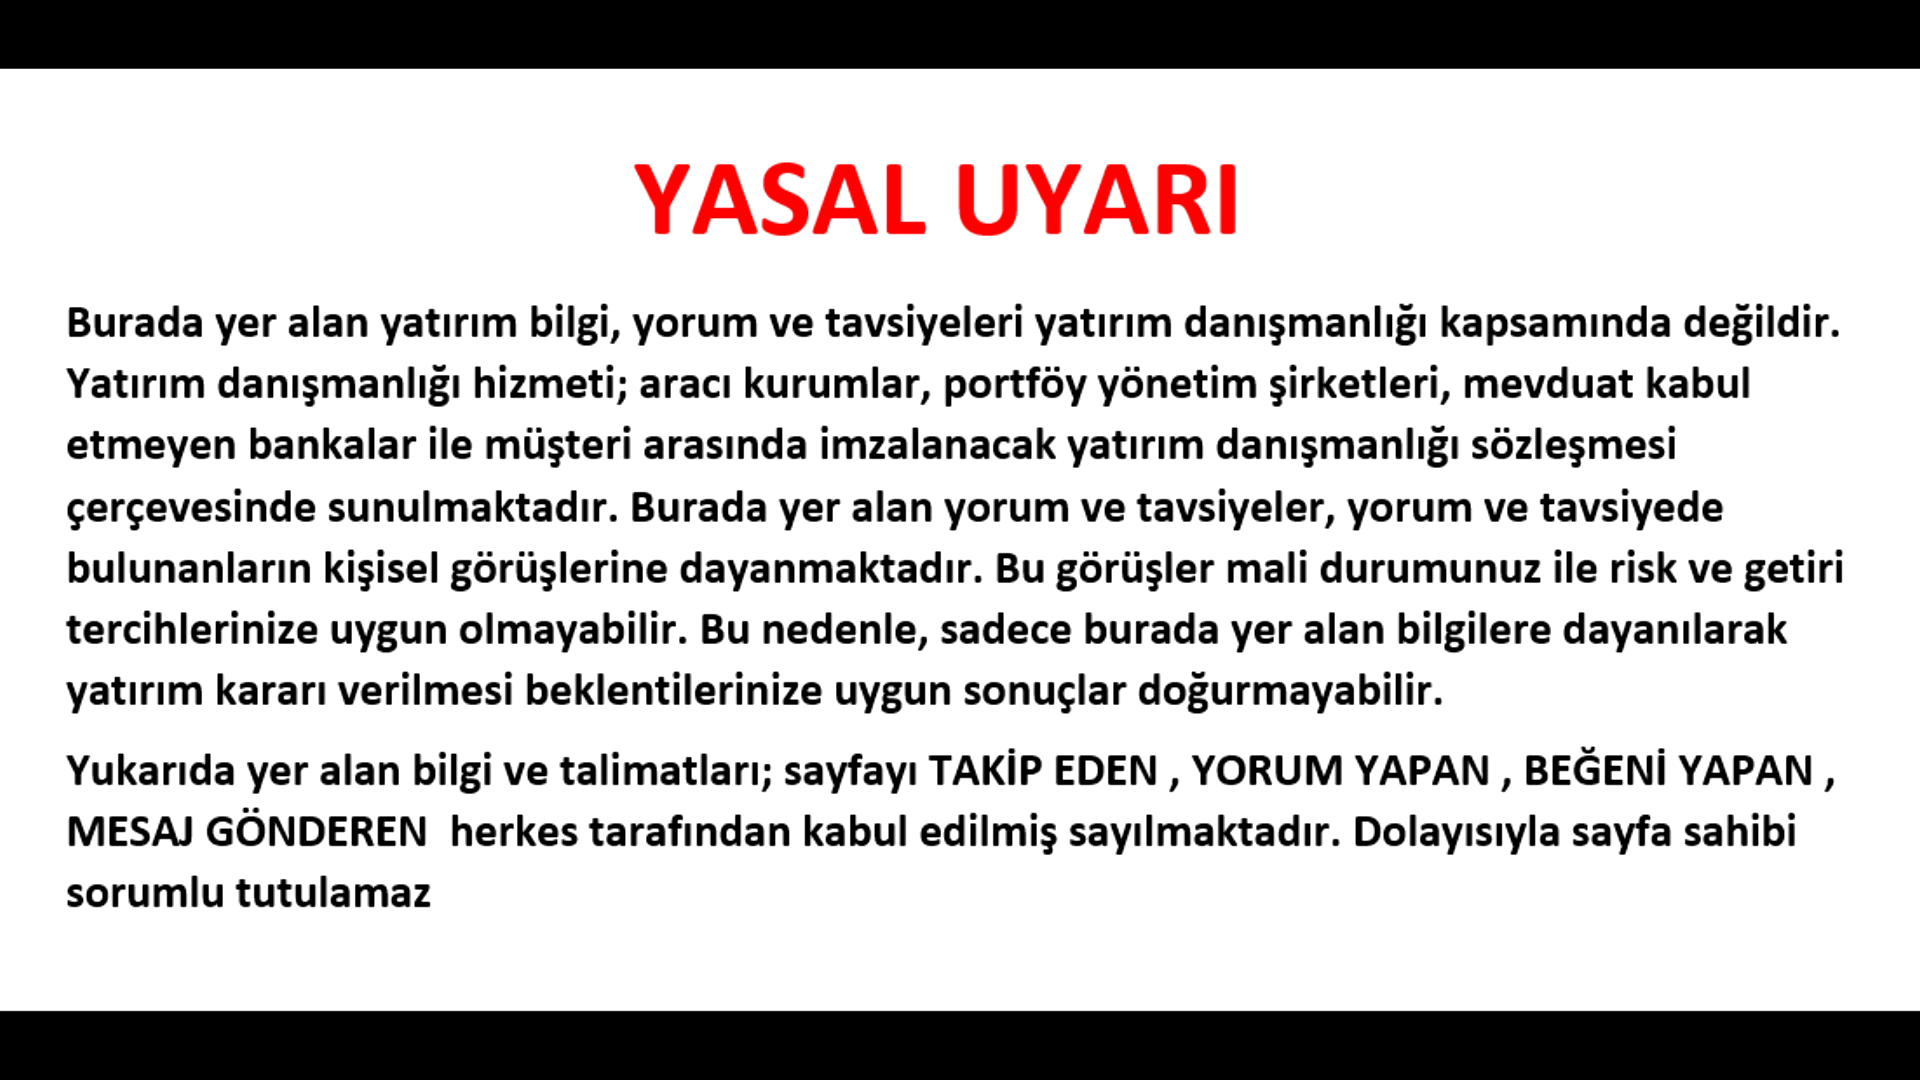 YASAL UYARI
Burada yer alan yatırım bilgi, yorum ve tavsiyeleri yatırım danışmanlığı kapsamında değildir.
Yatırım danışmanlığı hizmeti; aracı kurumlar, portföy yönetim şirketleri, mevduat kabul
etmeyen bankalar ile müşteri arasında imzalanacak yatırım danışmanlığı sözleşmesi
çerçevesinde sunulmaktadır. Burada yer alan yorum ve tavsiyeler, yorum ve tavsiyede
bulunanların kişisel görüşlerine dayanmaktadır. Bu görüşler mali durumunuz ile risk ve getiri
tercihlerinize uygun olmayabilir. Bu nedenle, sadece burada yer alan bilgilere dayanılarak
yatırım kararı verilmesi beklentilerinize uygun sonuçlar doğurmayabilir.
Yukarıda yer alan bilgi ve talimatları; sayfayı TAKİP EDEN , YORUM YAPAN , BEĞENİ YAPAN ,
MESAJ GÖNDEREN  herkes tarafından kabul edilmiş sayılmaktadır. Dolayısıyla sayfa sahibi
sorumlu tutulamaz